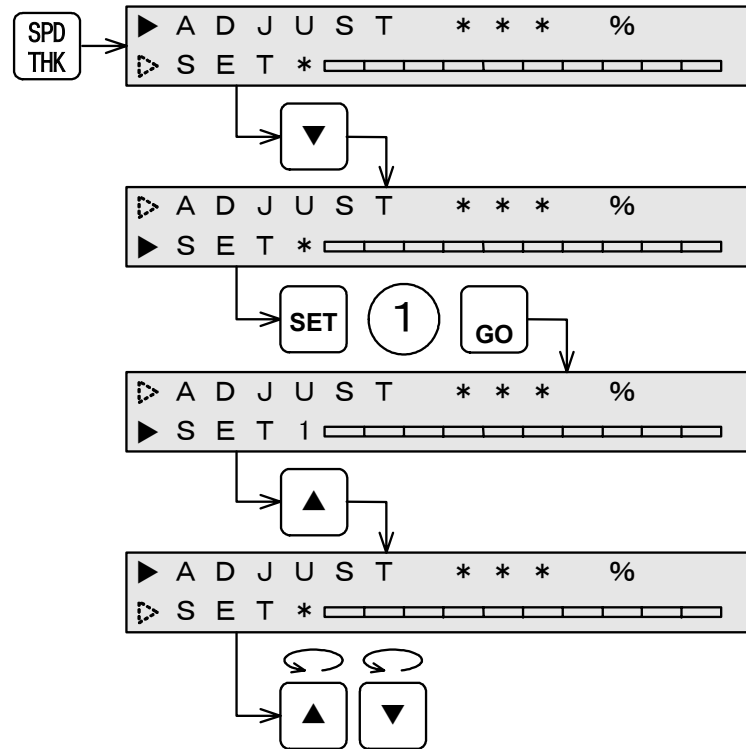 SPD
THK
▶ A D J U S T * * * %
▷ S E T *
▼
▷ A D J U S T * * * %
▶ S E T *
SET 1 GO
▷ A D J U S T * * * %
▶ S E T 1
▲
▶ A D J U S T * * * %
▷ S E T *
▲ ▼